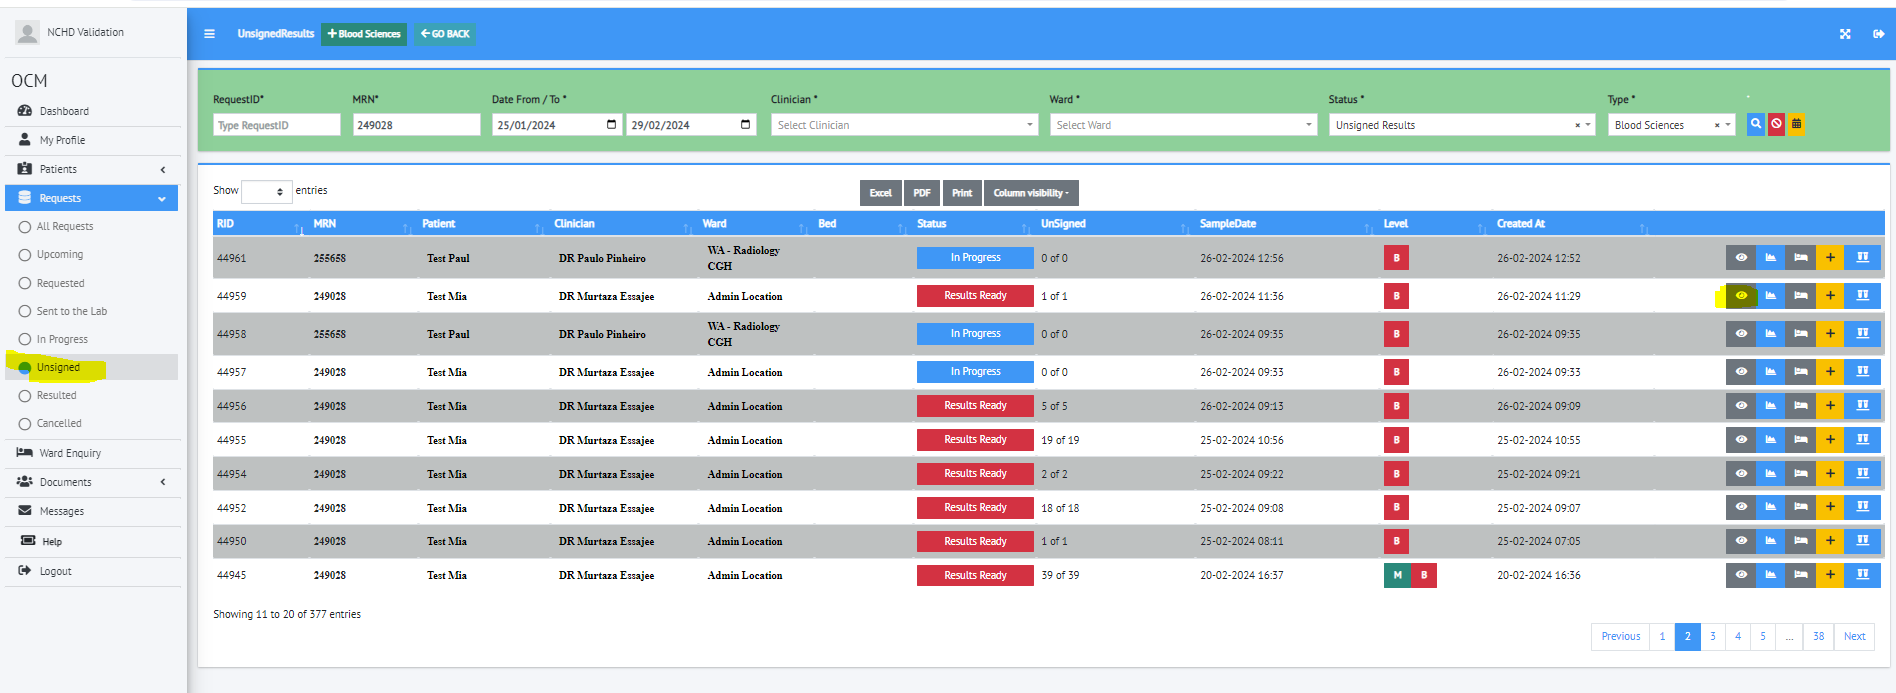 NCHD Validation
OCM
Dashboard
My Profile
Patients
Requests
All Requests
Upcoming
Requested
Sent to the Lab
In Progress
Unsigned
Resulted
Cancelled
Ward Enquiry
Documents
Messages
Help
Logout
UnsignedResults +Blood Sciences GO BACK
RequestID* MRN* Date From / To * Clinician * Ward * Status * Type *
Type RequestID 249028 25/01/2024 29/02/2024 Select Clinician Select Ward Unsigned Results × Blood Sciences ×
Show entries
Excel PDF Print Column visibility
RID MRN Patient Clinician Ward Bed Status UnSigned SampleDate Level Created At
44961 255658 Test Paul DR Paulo Pinheiro WA - Radiology CGH In Progress 0 of 0 26-02-2024 12:56 B 26-02-2024 12:52
44959 249028 Test Mia DR Murtaza Essajee Admin Location Results Ready 1 of 1 26-02-2024 11:36 B 26-02-2024 11:29
44958 255658 Test Paul DR Paulo Pinheiro WA - Radiology CGH In Progress 0 of 0 26-02-2024 09:35 B 26-02-2024 09:35
44957 249028 Test Mia DR Murtaza Essajee Admin Location In Progress 0 of 0 26-02-2024 09:33 B 26-02-2024 09:33
44956 249028 Test Mia DR Murtaza Essajee Admin Location Results Ready 5 of 5 26-02-2024 09:13 B 26-02-2024 09:09
44955 249028 Test Mia DR Murtaza Essajee Admin Location Results Ready 19 of 19 25-02-2024 10:56 B 25-02-2024 10:55
44954 249028 Test Mia DR Murtaza Essajee Admin Location Results Ready 2 of 2 25-02-2024 09:22 B 25-02-2024 09:21
44952 249028 Test Mia DR Murtaza Essajee Admin Location Results Ready 18 of 18 25-02-2024 09:08 B 25-02-2024 09:07
44950 249028 Test Mia DR Murtaza Essajee Admin Location Results Ready 1 of 1 25-02-2024 08:11 B 25-02-2024 07:05
44945 249028 Test Mia DR Murtaza Essajee Admin Location Results Ready 39 of 39 20-02-2024 16:37 M B 20-02-2024 16:36
Showing 11 to 20 of 377 entries
Previous 1 2 3 4 5 ... 38 Next